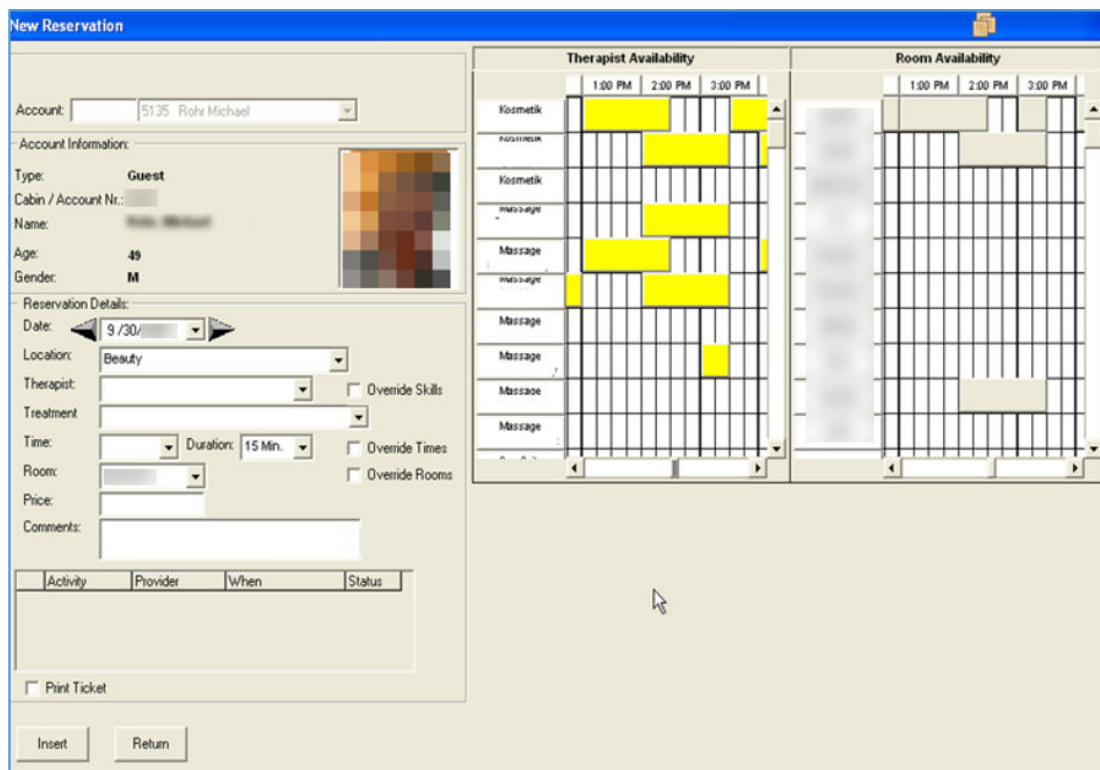 New Reservation
Account: 5135 Rohr Michael
Account Information:
Type: Guest
Cabin / Account Nr.:
Name:
Age: 49
Gender: M
Reservation Details:
Date: 9 /30/
Location: Beauty
Therapist:
Override Skills
Treatment
Time: Duration: 15 Min.
Override Times
Room:
Override Rooms
Price:
Comments:
Activity Provider When Status
Print Ticket
Insert Return
Therapist Availability
1:00 PM 2:00 PM 3:00 PM
Kosmetik
Kosmetik
Kosmetik
Massage
Massage
Massage
Massage
Massage
Massage
Massage
Room Availability
1:00 PM 2:00 PM 3:00 PM